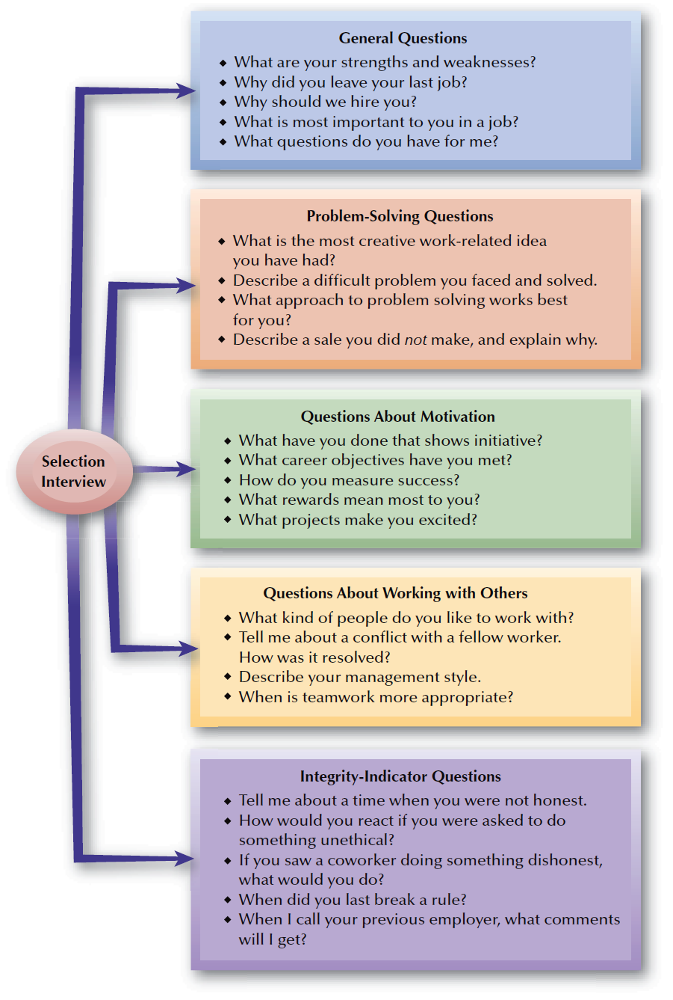 General Questions
◆ What are your strengths and weaknesses?
◆ Why did you leave your last job?
◆ Why should we hire you?
◆ What is most important to you in a job?
◆ What questions do you have for me?
Problem-Solving Questions
◆ What is the most creative work-related idea
you have had?
◆ Describe a difficult problem you faced and solved.
◆ What approach to problem solving works best
for you?
◆ Describe a sale you did not make, and explain why.
Selection
Interview
Questions About Motivation
◆ What have you done that shows initiative?
◆ What career objectives have you met?
◆ How do you measure success?
◆ What rewards mean most to you?
◆ What projects make you excited?
Questions About Working with Others
◆ What kind of people do you like to work with?
◆ Tell me about a conflict with a fellow worker.
How was it resolved?
◆ Describe your management style.
◆ When is teamwork more appropriate?
Integrity-Indicator Questions
◆ Tell me about a time when you were not honest.
◆ How would you react if you were asked to do
something unethical?
◆ If you saw a coworker doing something dishonest,
what would you do?
◆ When did you last break a rule?
◆ When I call your previous employer, what comments
will I get?